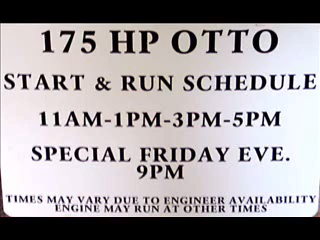 175 HP OTTO
START & RUN SCHEDULE
11AM-1PM-3PM-5PM
SPECIAL FRIDAY EVE.
9PM
TIMES MAY VARY DUE TO ENGINEER AVAILABILITY
ENGINE MAY RUN AT OTHER TIMES